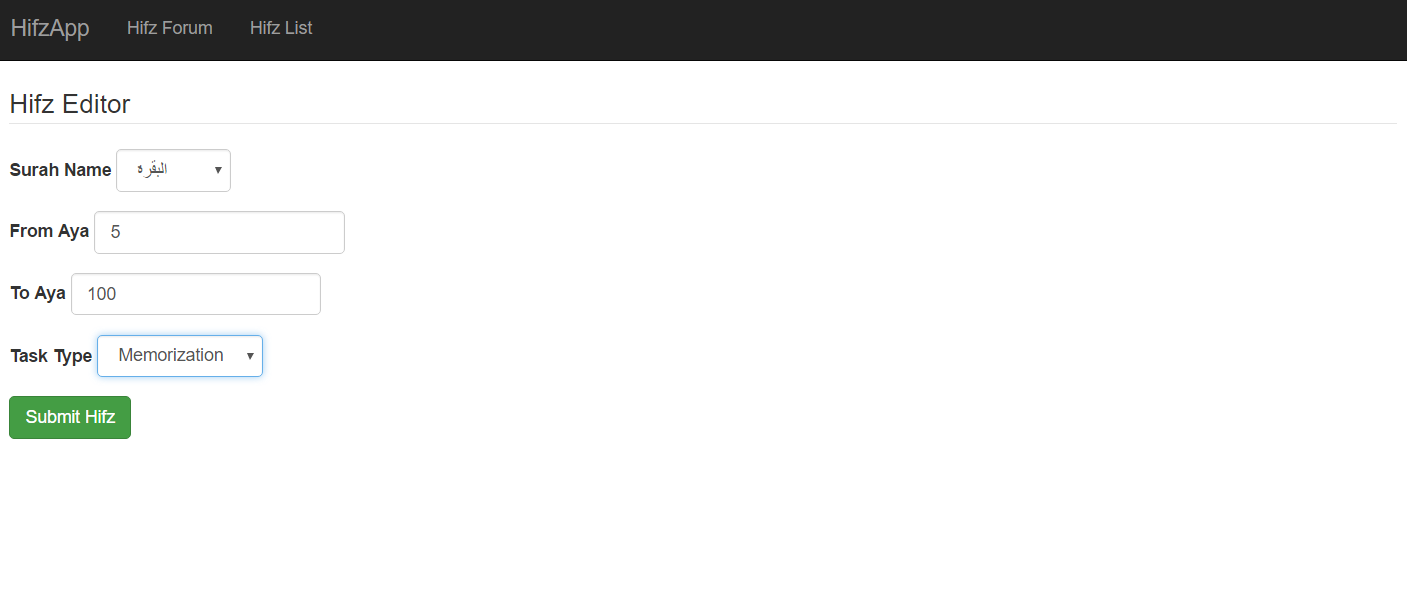 HifzApp Hifz Forum Hifz List
Hifz Editor
Surah Name البقرة
From Aya 5
To Aya 100
Task Type Memorization
Submit Hifz